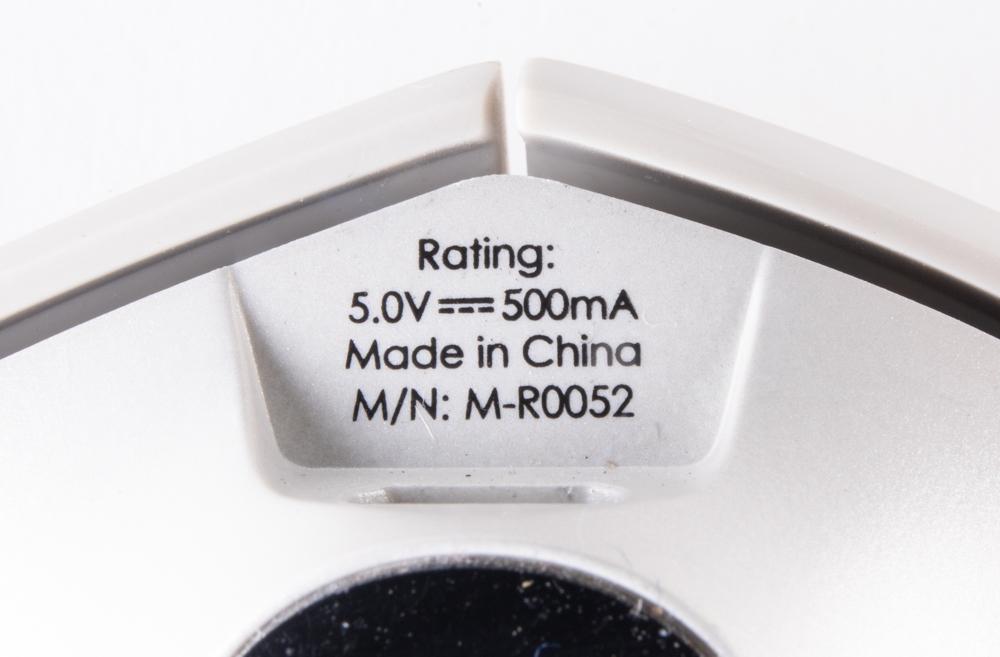 Rating:
5.0V⎓500mA
Made in China
M/N: M-R0052